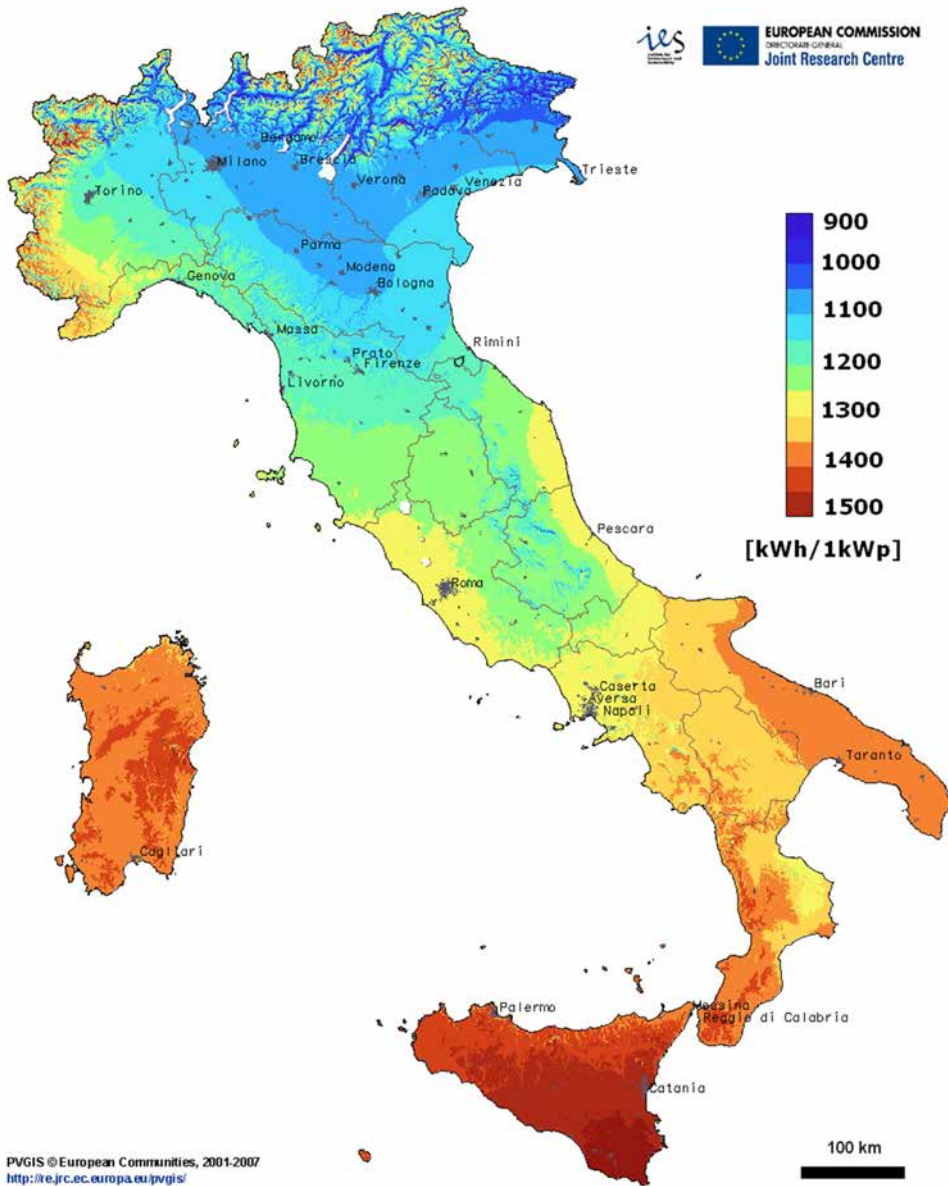 ies
EUROPEAN COMMISSION
DIRECTORATE-GENERAL
Joint Research Centre
Bergamo
Milano
Brescia
Trieste
Verona
Venezia
Padova
Torino
900
1000
1100
1200
1300
1400
1500
[kWh/1kWp]
Parma
Modena
Genova
Bologna
Massa
Rimini
Prato
Firenze
Livorno
Pescara
Roma
Caserta
Aversa
Napoli
Bari
Taranto
Cagliari
Palermo
Messina
Reggio di Calabria
Catania
100 km
PVGIS © European Communities, 2001-2007
http://re.jrc.ec.europa.eu/pvgis/